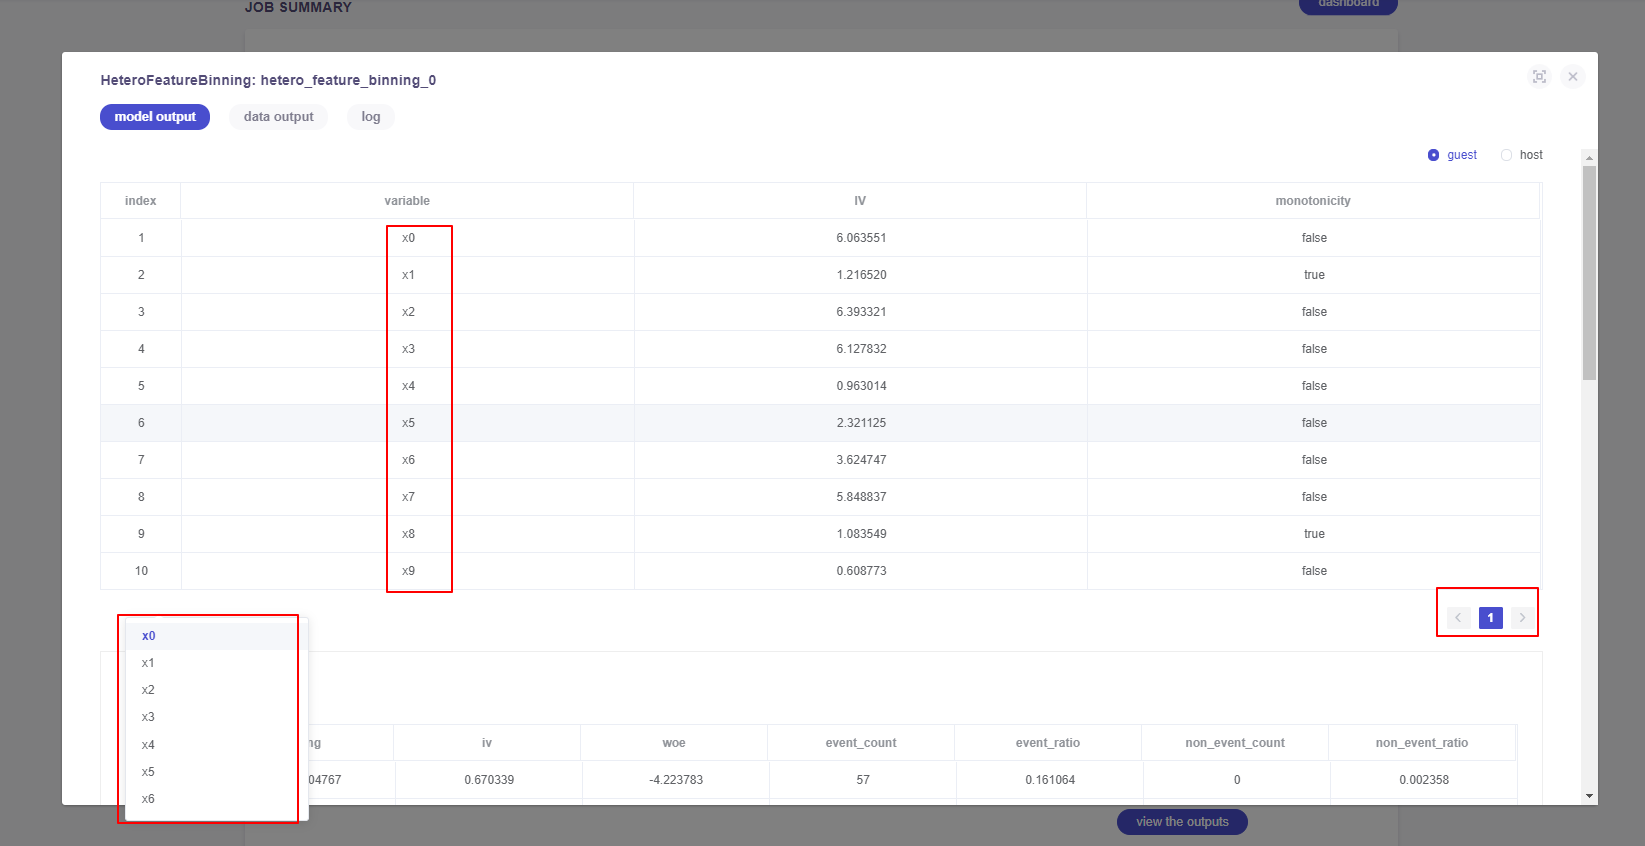 JOB SUMMARY
dashboard
HeteroFeatureBinning: hetero_feature_binning_0
model output data output log
guest host
index variable IV monotonicity
1 x0 6.063551 false
2 x1 1.216520 true
3 x2 6.393321 false
4 x3 6.127832 false
5 x4 0.963014 false
6 x5 2.321125 false
7 x6 3.624747 false
8 x7 5.848837 false
9 x8 1.083549 true
10 x9 0.608773 false
< 1 >
x0
x1
x2
x3
x4
x5
x6
ng iv woe event_count event_ratio non_event_count non_event_ratio
04767 0.670339 -4.223783 57 0.161064 0 0.002358
view the outputs